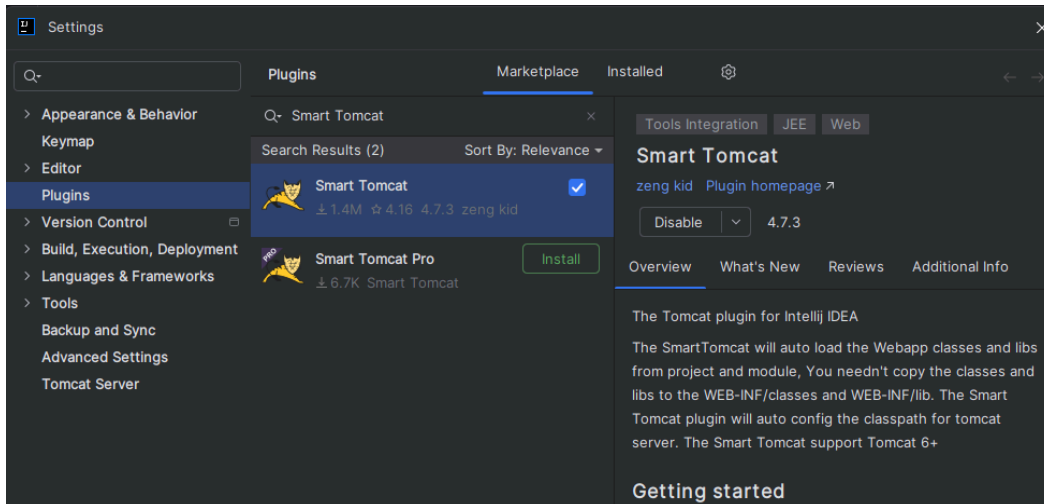 Settings
Plugins
Marketplace
Installed
Appearance & Behavior
Keymap
Editor
Plugins
Version Control
Build, Execution, Deployment
Languages & Frameworks
Tools
Backup and Sync
Advanced Settings
Tomcat Server
Smart Tomcat
Search Results (2)
Sort By: Relevance
Smart Tomcat
1.4M 4.16 4.7.3 zeng kid
PRO
Smart Tomcat Pro
Install
6.7K Smart Tomcat
Tools Integration
JEE
Web
Smart Tomcat
zeng kid
Plugin homepage
Disable
4.7.3
Overview
What's New
Reviews
Additional Info
The Tomcat plugin for Intellij IDEA
The SmartTomcat will auto load the Webapp classes and libs
from project and module, You needn't copy the classes and
libs to the WEB-INF/classes and WEB-INF/lib. The Smart
Tomcat plugin will auto config the classpath for tomcat
server. The Smart Tomcat support Tomcat 6+
Getting started